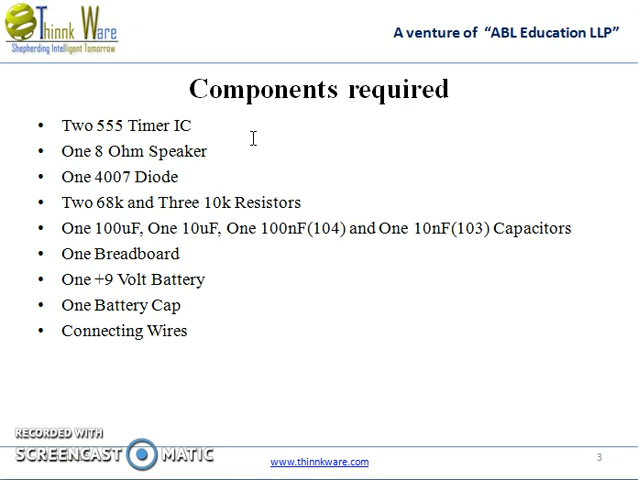 Thinnk Ware
Shepherding Intelligent Tomorrow
A venture of "ABL Education LLP"
Components required
• Two 555 Timer IC
• One 8 Ohm Speaker
• One 4007 Diode
• Two 68k and Three 10k Resistors
• One 100uF, One 10uF, One 100nF(104) and One 10nF(103) Capacitors
• One Breadboard
• One +9 Volt Battery
• One Battery Cap
• Connecting Wires
RECORDED WITH
SCREENCAST MATIC
www.thinnkware.com
3